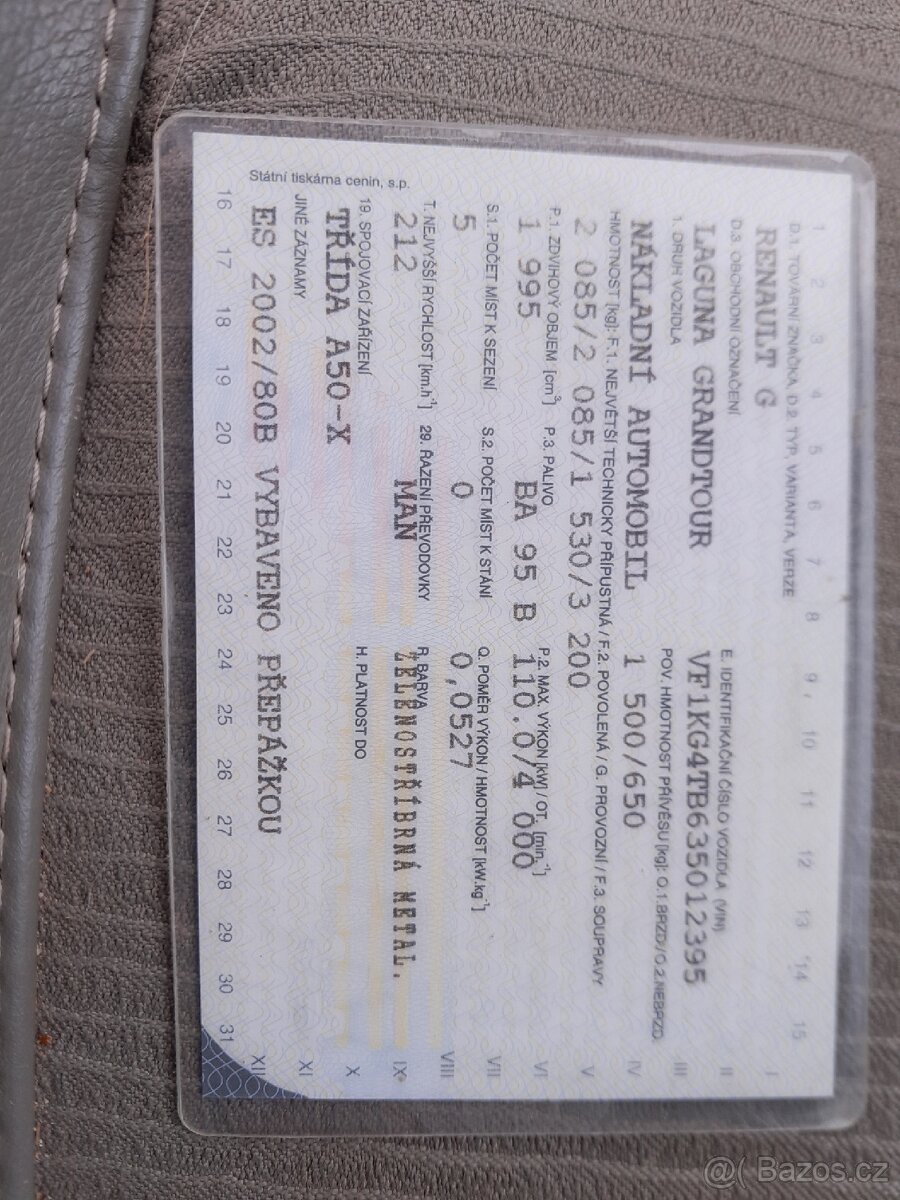 1 2 3 4 5 6 7 8 9 10 11 12 13 14 15
D.1. TOVÁRNÍ ZNAČKA, D.2. TYP, VARIANTA, VERZE
RENAULT G
I
D.3. OBCHODNÍ OZNAČENÍ E. IDENTIFIKAČNÍ ČÍSLO VOZIDLA (VIN)
II
LAGUNA GRANDTOUR VF1KG4TB635012395
III
1. DRUH VOZIDLA POV. HMOTNOST PŘÍVĚSU [kg]: O.1.BRZD./O.2.NEBRZD.
NÁKLADNÍ AUTOMOBIL 1 500/650
IV
HMOTNOST [kg]: F.1. NEJVĚTŠÍ TECHNICKY PŘÍPUSTNÁ / F.2. POVOLENÁ / G. PROVOZNÍ / F.3. SOUPRAVY
2 085/2 085/1 530/3 200
V
P.1. ZDVIHOVÝ OBJEM [cm³] P.3. PALIVO P.2. MAX. VÝKON [kW] / OT. [min.⁻¹]
1 995 BA 95 B 110.0/4 000
VI
S.1. POČET MÍST K SEZENÍ S.2. POČET MÍST K STÁNÍ Q. POMĚR VÝKON / HMOTNOST [kW.kg⁻¹]
VII
5 0 0,0527
VIII
T. NEJVYŠŠÍ RYCHLOST [km.h⁻¹] 29. ŘAZENÍ PŘEVODOVKY R. BARVA
212 MAN ZELENOSTŘÍBRNÁ METAL.
IX
19. SPOJOVACÍ ZAŘÍZENÍ H. PLATNOST DO
TŘÍDA A50-X
X
JINÉ ZÁZNAMY
XI
ES 2002/80B VYBAVENO PŘEPÁŽKOU
XII
16 17 18 19 20 21 22 23 24 25 26 27 28 29 30 31
Státní tiskárna cenin, s.p.
@( Bazos.cz